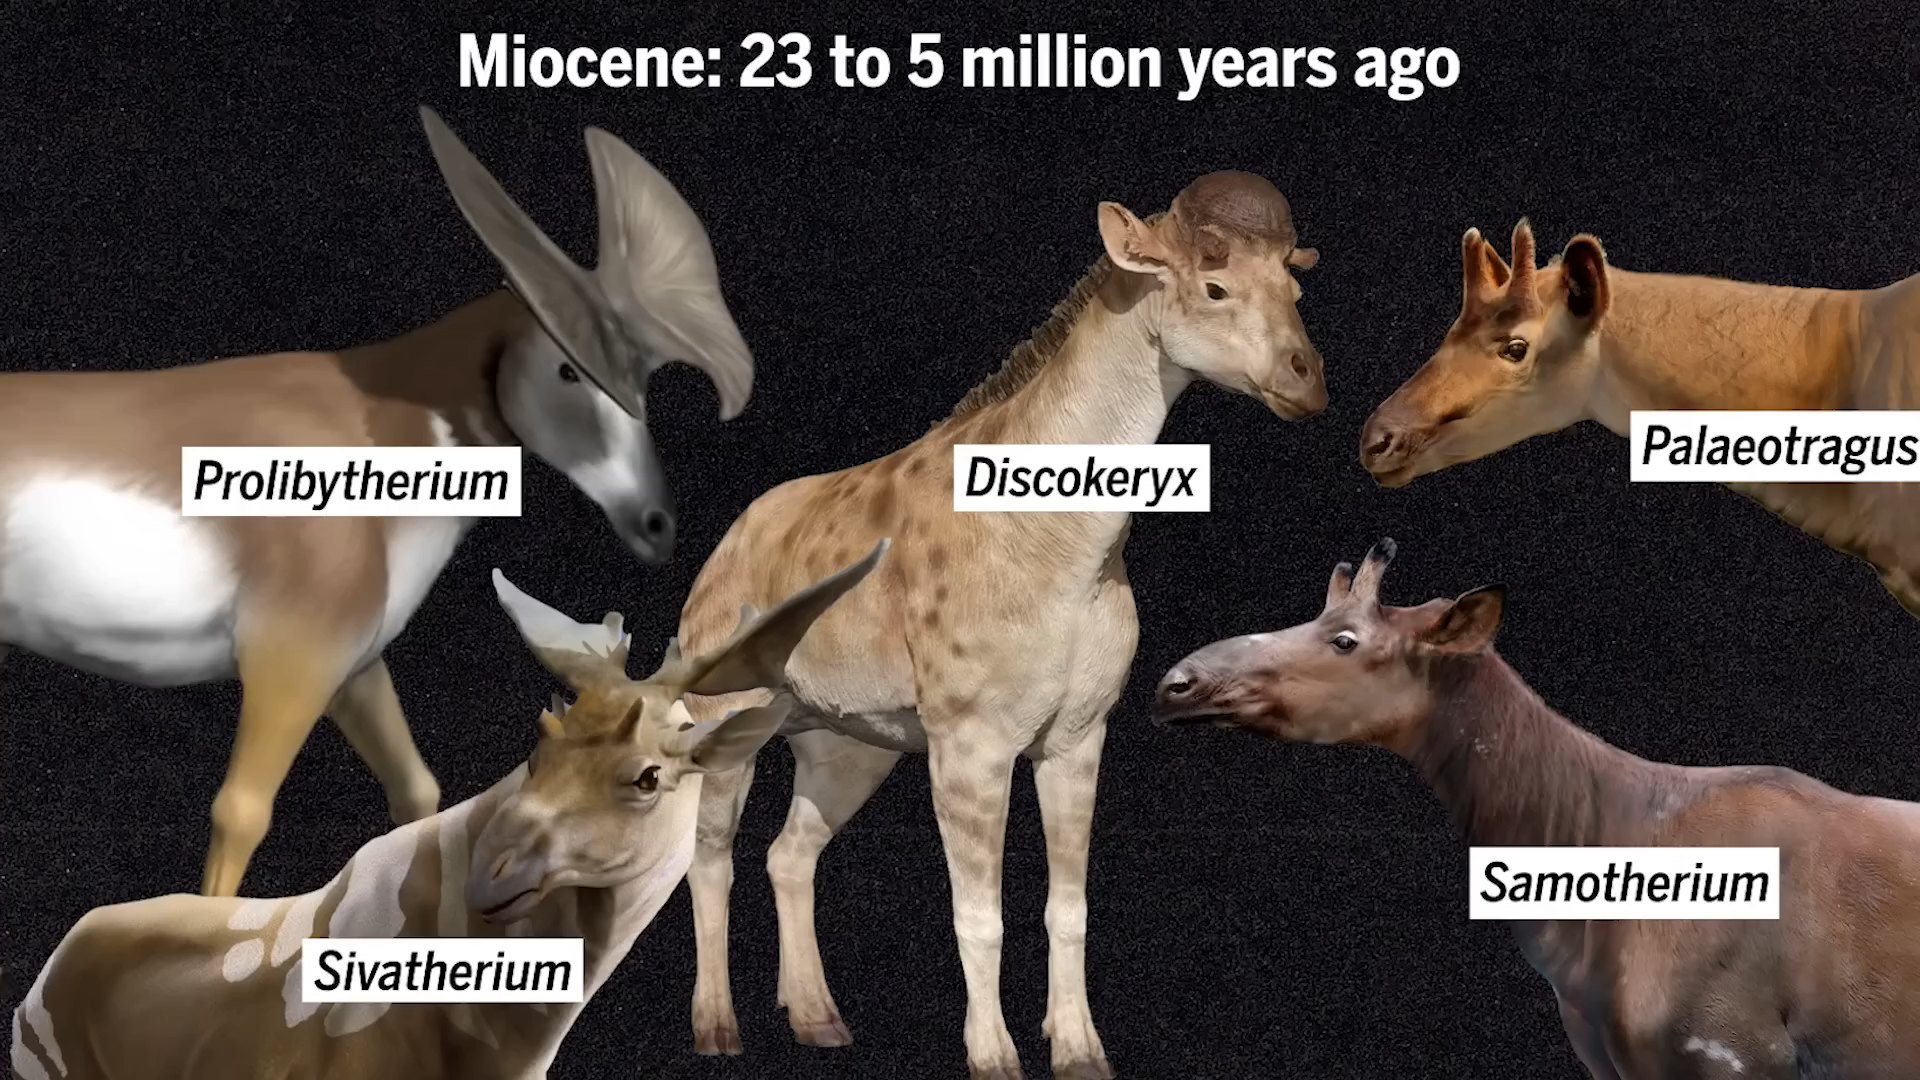 Miocene: 23 to 5 million years ago
Prolibytherium
Discokeryx
Palaeotragus
Samotherium
Sivatherium